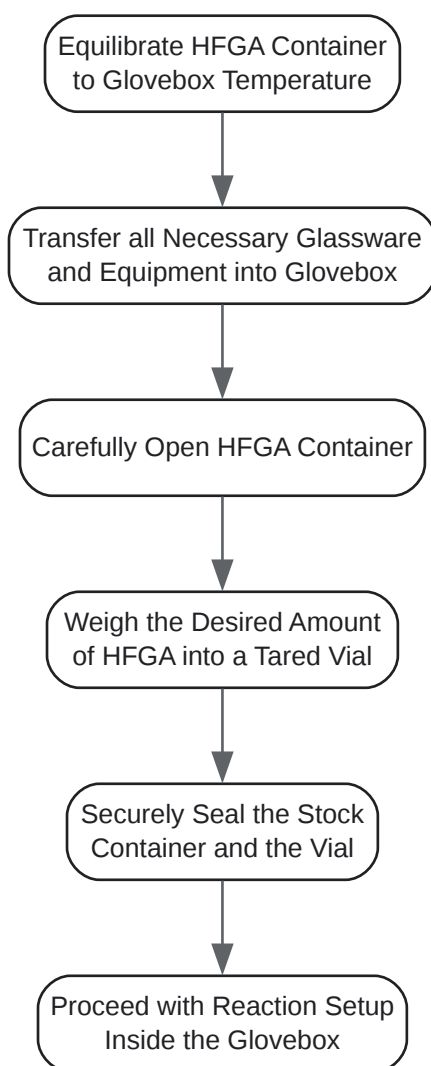 Equilibrate HFGA Container
to Glovebox Temperature
Transfer all Necessary Glassware
and Equipment into Glovebox
Carefully Open HFGA Container
Weigh the Desired Amount
of HFGA into a Tared Vial
Securely Seal the Stock
Container and the Vial
Proceed with Reaction Setup
Inside the Glovebox